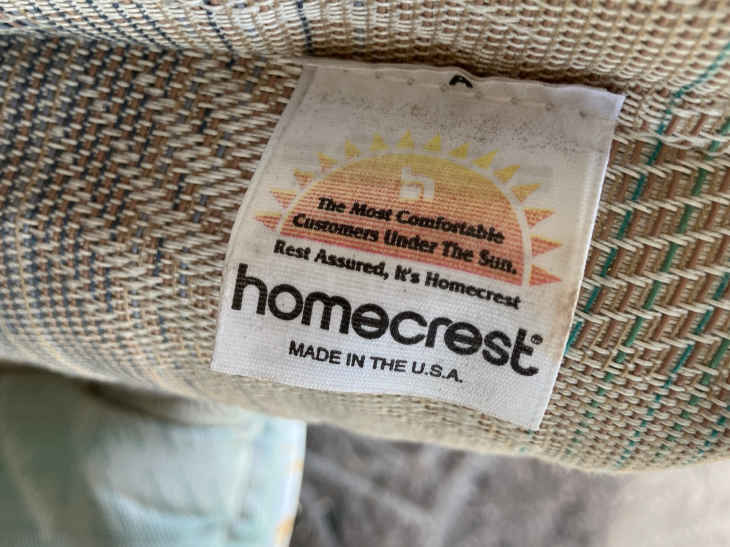 h
The Most Comfortable
Customers Under The Sun.
Rest Assured, It's Homecrest
homecrest®
MADE IN THE U.S.A.